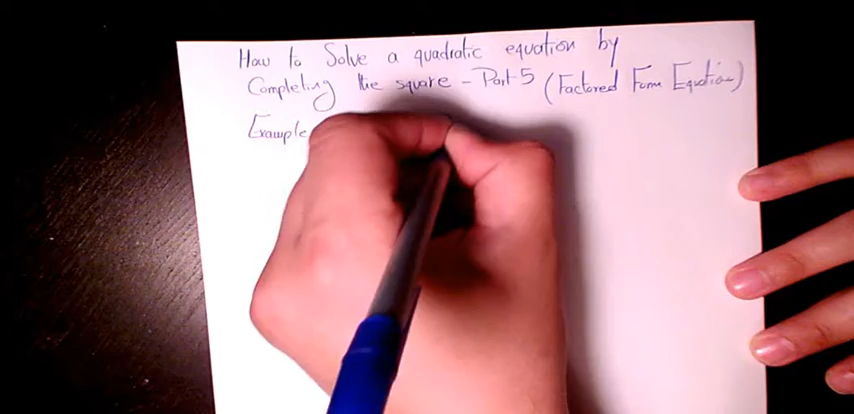 How to Solve a quadratic equation by
Completing the square - Part 5 (Factored Form Equation)
Example